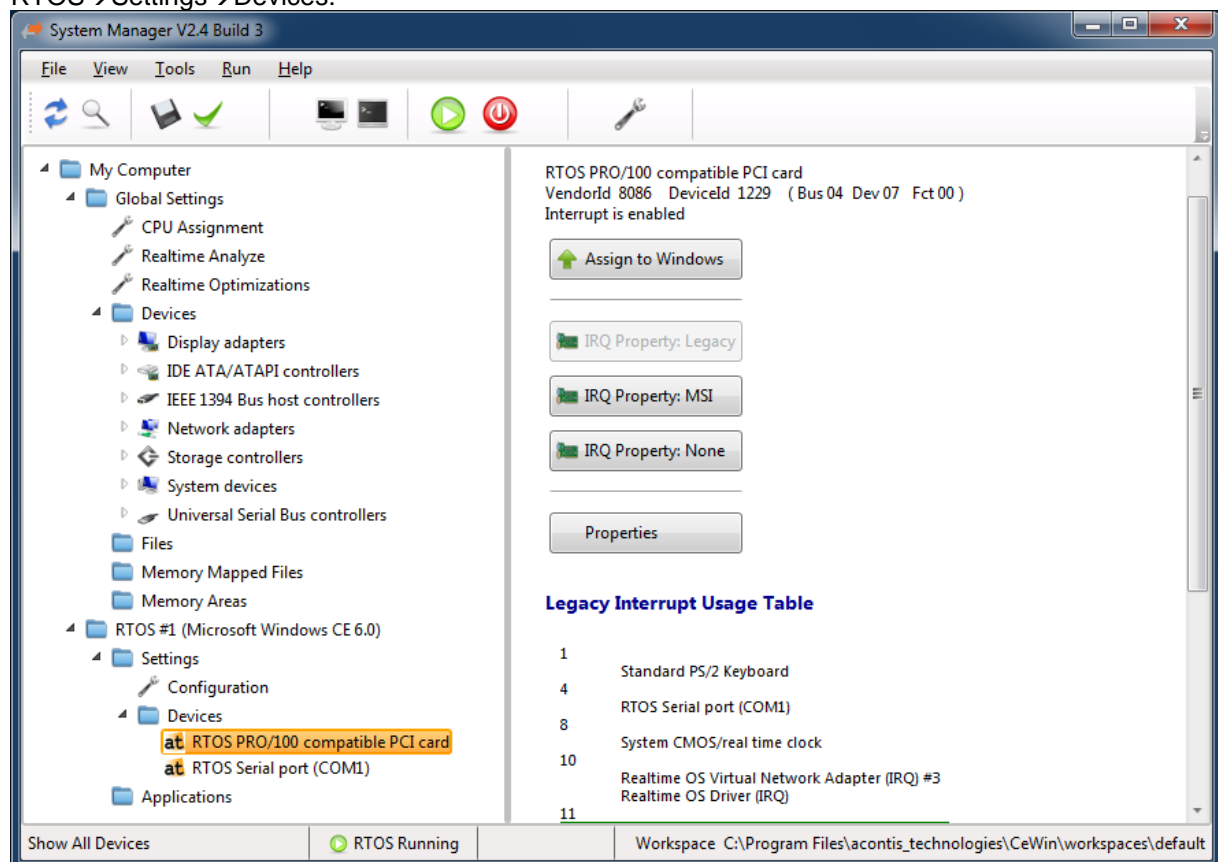 RTOS→Settings→Devices.
System Manager V2.4 Build 3
File View Tools Run Help
My Computer
Global Settings
CPU Assignment
Realtime Analyze
Realtime Optimizations
Devices
Display adapters
IDE ATA/ATAPI controllers
IEEE 1394 Bus host controllers
Network adapters
Storage controllers
System devices
Universal Serial Bus controllers
Files
Memory Mapped Files
Memory Areas
RTOS #1 (Microsoft Windows CE 6.0)
Settings
Configuration
Devices
at RTOS PRO/100 compatible PCI card
at RTOS Serial port (COM1)
Applications
RTOS PRO/100 compatible PCI card
VendorId 8086 DeviceId 1229 ( Bus 04 Dev 07 Fct 00 )
Interrupt is enabled
Assign to Windows
IRQ Property: Legacy
IRQ Property: MSI
IRQ Property: None
Properties
Legacy Interrupt Usage Table
1
Standard PS/2 Keyboard
4
RTOS Serial port (COM1)
8
System CMOS/real time clock
10
Realtime OS Virtual Network Adapter (IRQ) #3
Realtime OS Driver (IRQ)
11
Show All Devices
RTOS Running
Workspace C:\Program Files\acontis_technologies\CeWin\workspaces\default